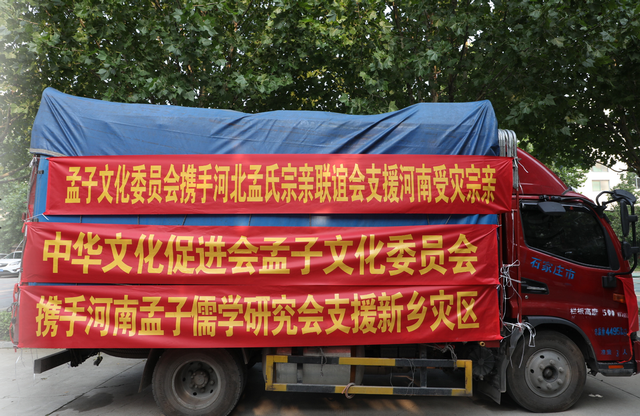 孟子文化委员会携手河北孟氏宗亲联谊会支援河南受灾宗亲
中华文化促进会孟子文化委员会
携手河南孟子儒学研究会支援新乡灾区
石家庄市